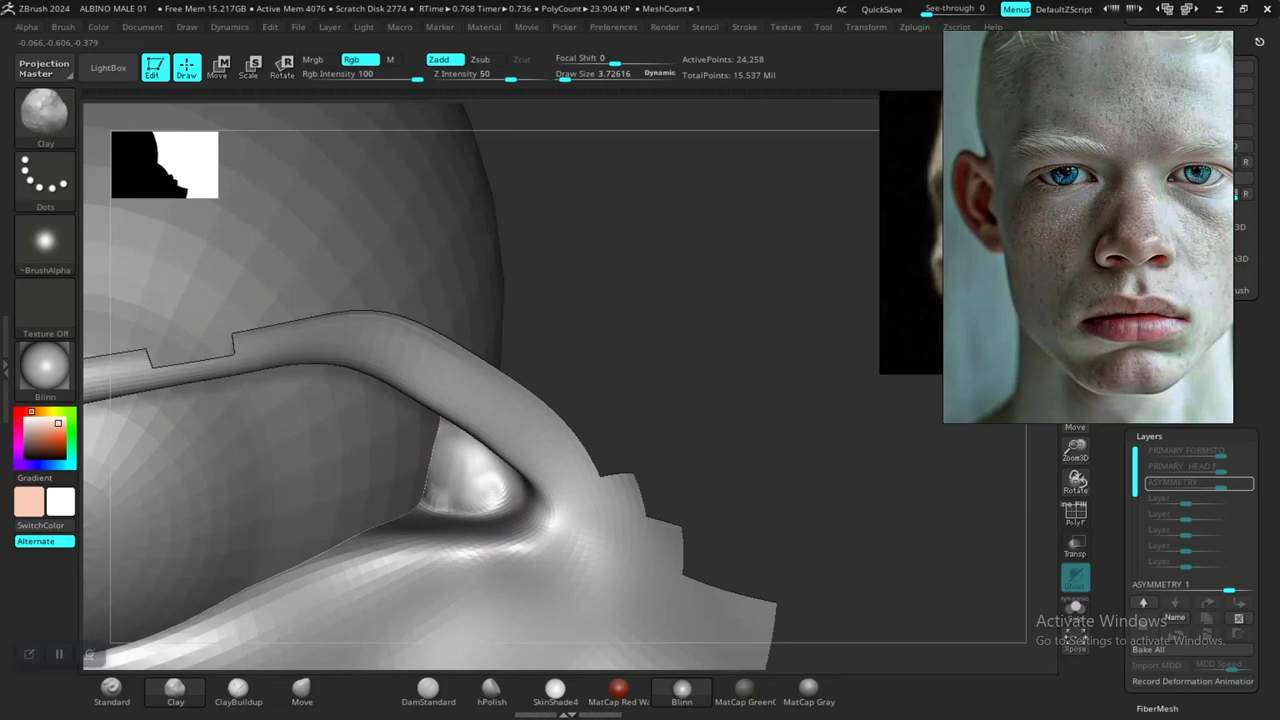 ZBrush 2024 ALBINO MALE 01 • Free Mem 15.217GB • Active Mem 4076 • Scratch Disk 2774 • RTime▸0.768 Timer▸0.736 • PolyCount▸23.904 KP • MeshCount▸1 AC QuickSave See-through 0 Menus DefaultZScript
Alpha Brush Color Document Draw Dynamics Edit File Layer Light Macro Marker Material Movie Picker Preferences Render Stencil Stroke Texture Tool Transform Zplugin Zscript Help
-0.066,-0.606,-0.379
Projection Master
LightBox
Edit
Draw
Move
Scale
Rotate
Mrgb Rgb M
Rgb Intensity 100
Zadd Zsub Zcut
Z Intensity 50
Focal Shift 0
Draw Size 3.72616 Dynamic
ActivePoints: 24,258
TotalPoints: 15.537 Mil
Clay
Dots
~BrushAlpha
Texture Off
Blinn
Gradient
SwitchColor
Alternate
R
R
Move
Zoom3D
Rotate
PolyF
Transp
Ghost
Dynamic
Xpose
Layers
ASYMMETRY
Layer
Layer
Layer
Layer
Layer
ASYMMETRY 1
Name
Bake All
Import MDD MDD Speed
Record Deformation Animation
FiberMesh
Activate Windows
Go to Settings to activate Windows.
Standard Clay ClayBuildup Move DamStandard hPolish SkinShade4 MatCap Red Wa Blinn MatCap GreenC MatCap Gray